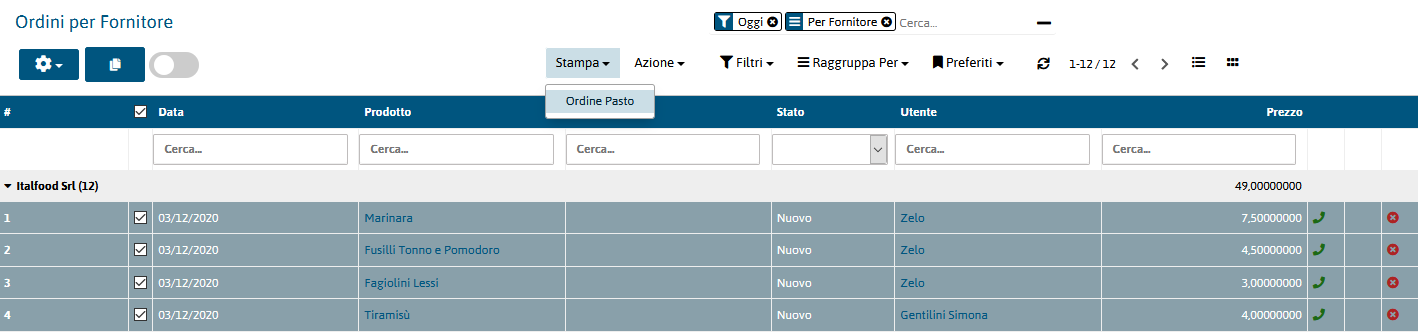 Ordini per Fornitore
Oggi Per Fornitore Cerca...
Stampa Azione Filtri Raggruppa Per Preferiti 1-12 / 12
Ordine Pasto
# Data Prodotto Stato Utente Prezzo
Cerca... Cerca... Cerca... Cerca... Cerca...
Italfood Srl (12) 49,00000000
1 03/12/2020 Marinara Nuovo Zelo 7,50000000
2 03/12/2020 Fusilli Tonno e Pomodoro Nuovo Zelo 4,50000000
3 03/12/2020 Fagiolini Lessi Nuovo Zelo 3,00000000
4 03/12/2020 Tiramisù Nuovo Gentilini Simona 4,00000000